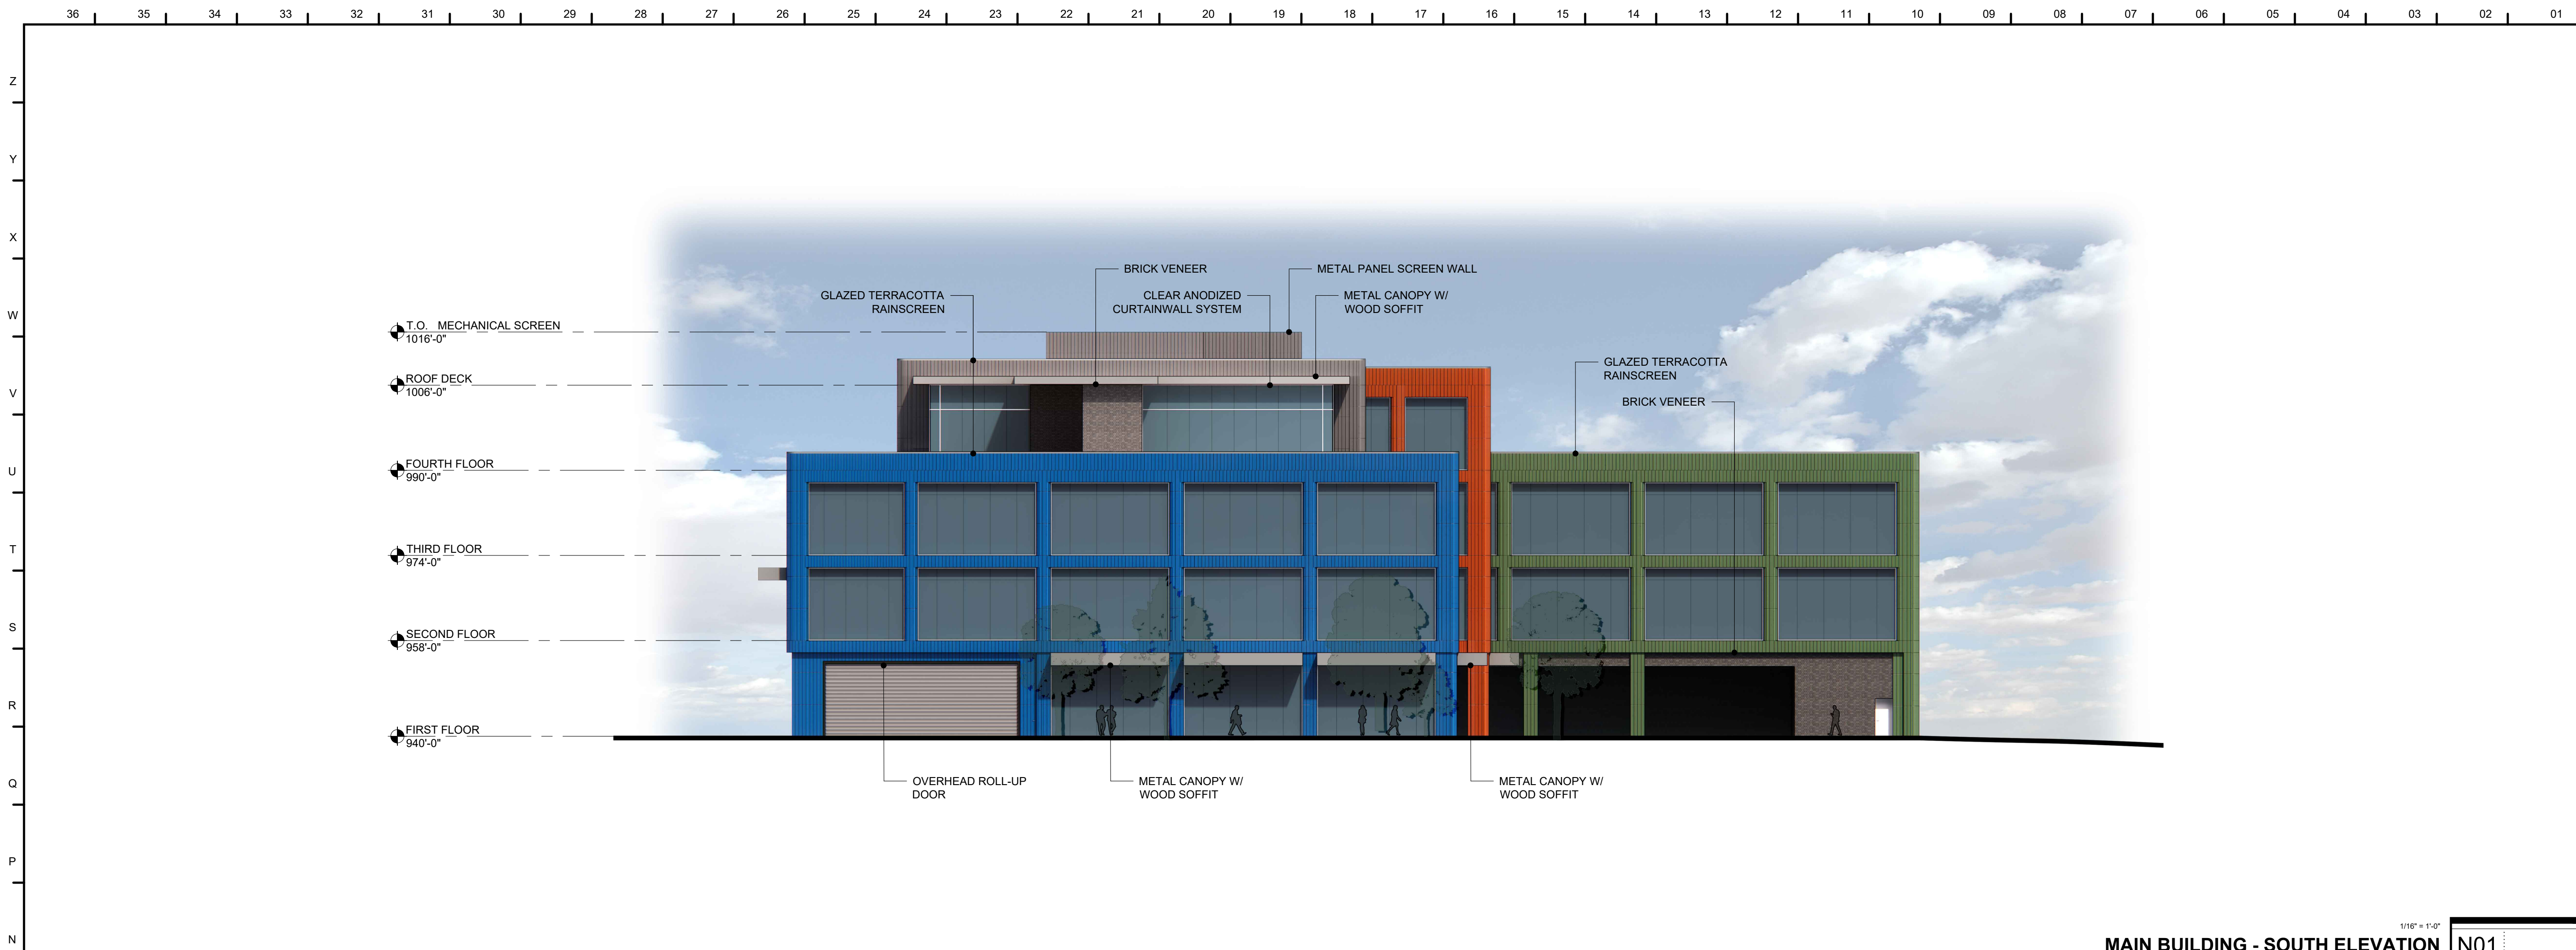 36 35 34 33 32 31 30 29 28 27 26 25 24 23 22 21 20 19 18 17 16 15 14 13 12 11 10 09 08 07 06 05 04 03 02 01
Z
Y
X
W
V
U
T
S
R
Q
P
N
BRICK VENEER
METAL PANEL SCREEN WALL
GLAZED TERRACOTTA
RAINSCREEN
CLEAR ANODIZED
CURTAINWALL SYSTEM
METAL CANOPY W/
WOOD SOFFIT
T.O. MECHANICAL SCREEN
1016'-0"
GLAZED TERRACOTTA
RAINSCREEN
ROOF DECK
1006'-0"
BRICK VENEER
FOURTH FLOOR
990'-0"
THIRD FLOOR
974'-0"
SECOND FLOOR
958'-0"
FIRST FLOOR
940'-0"
OVERHEAD ROLL-UP
DOOR
METAL CANOPY W/
WOOD SOFFIT
METAL CANOPY W/
WOOD SOFFIT
1/16" = 1'-0"
MAIN BUILDING - SOUTH ELEVATION
N01